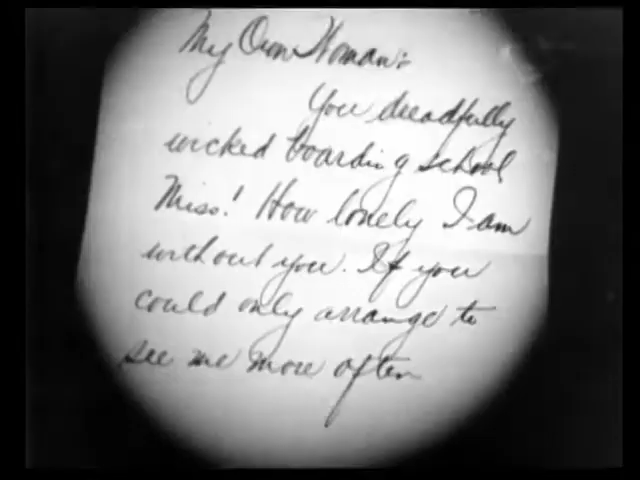 My Own Woman:
You dreadfully
wicked boarding school
Miss! How lonely I am
without you. If you
could only arrange to
see me more often